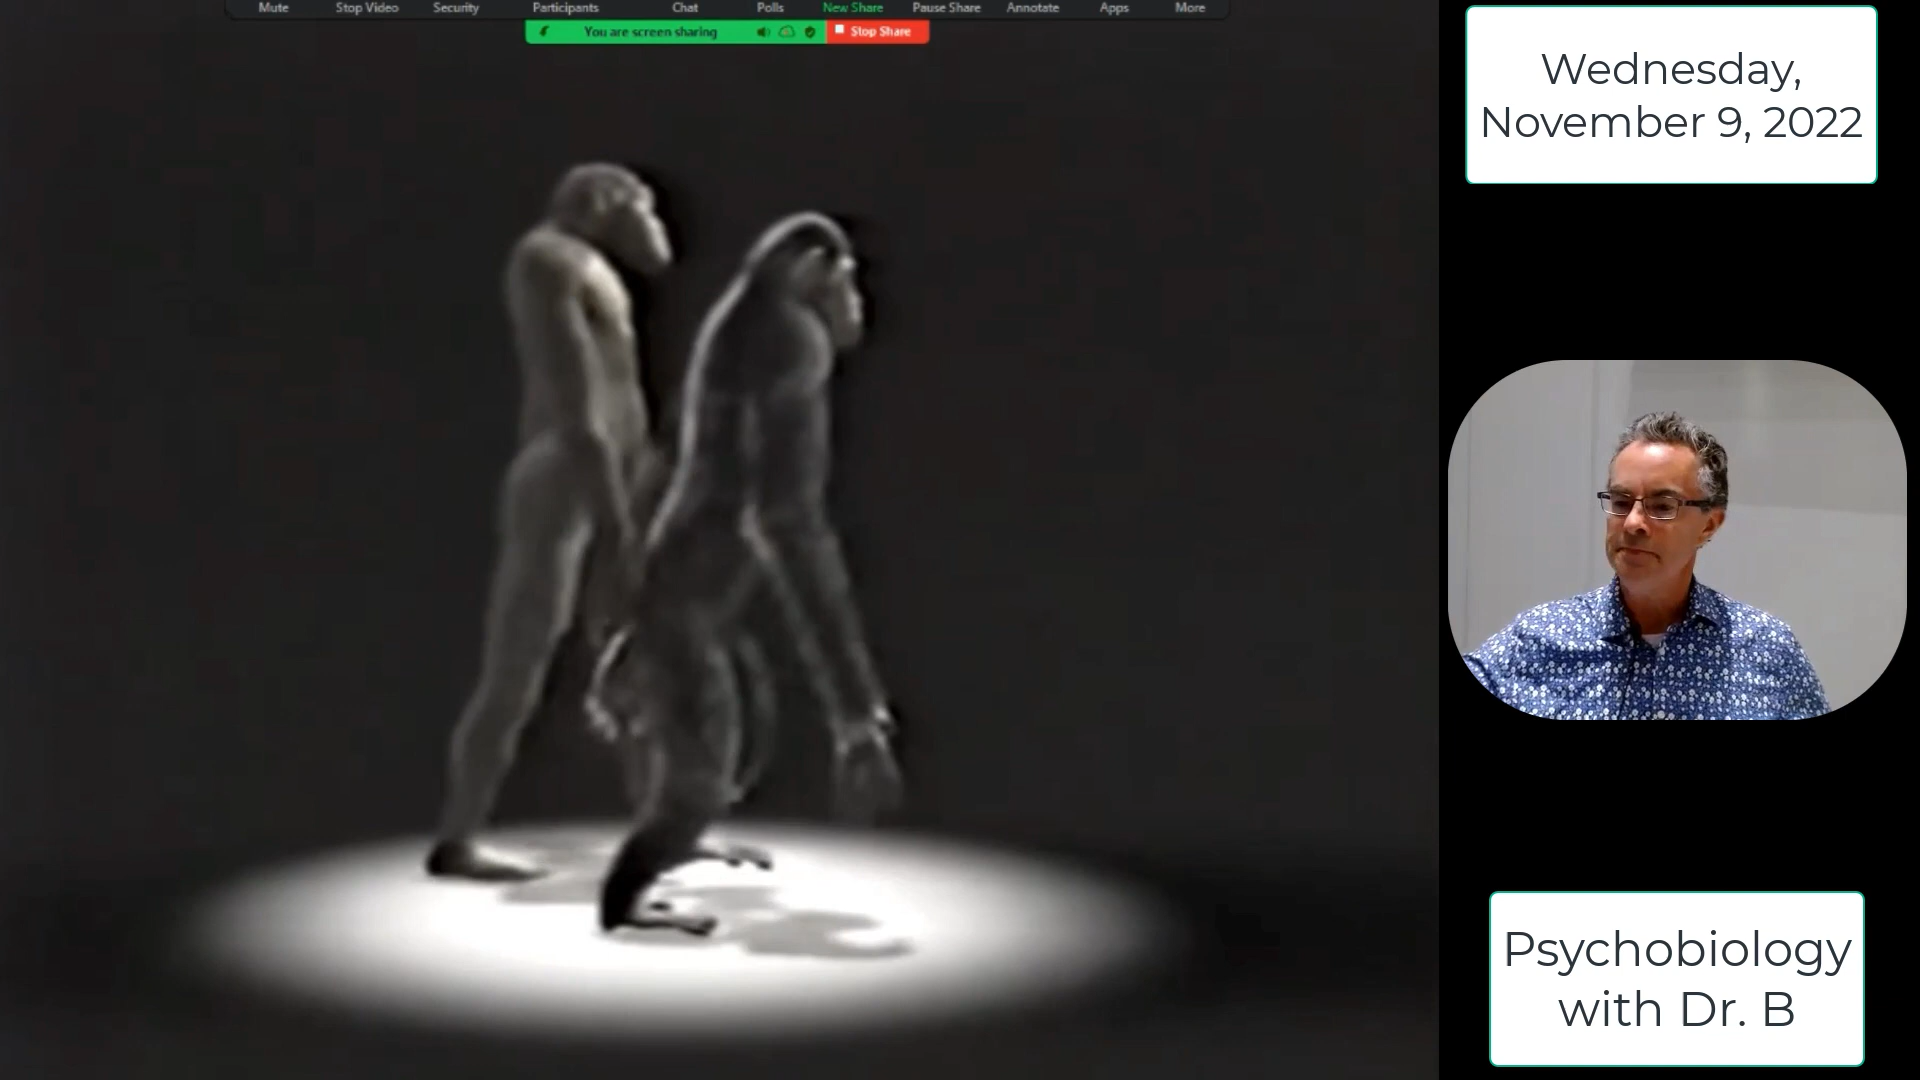 Mute Stop Video Security Participants Chat Polls New Share Pause Share Annotate Apps More
You are screen sharing Stop Share
Wednesday,
November 9, 2022
Psychobiology
with Dr. B